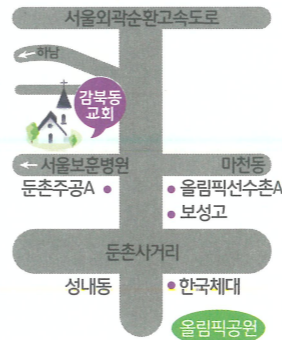 서울외곽순환고속도로
←하남
감북동
교회
←서울보훈병원 마천동
둔촌주공A • • 올림픽선수촌A
• 보성고
둔촌사거리
성내동 • 한국체대
올림픽공원